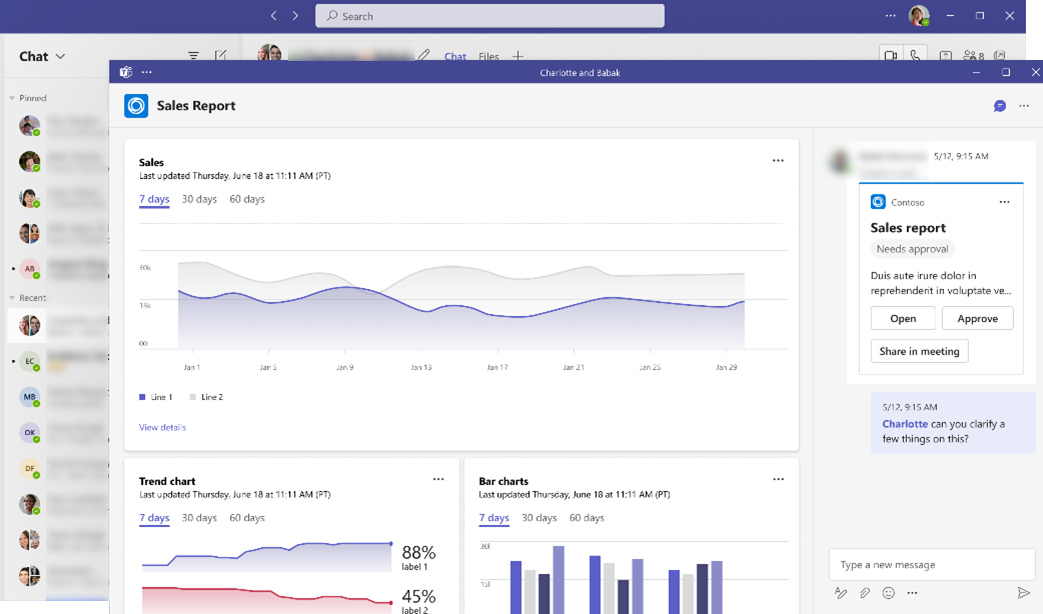 Search
Chat
Chat Files
8
Charlotte and Babak
Pinned
AB
Recent
EC
MB
OK
DF
Sales Report
Sales
Last updated Thursday, June 18 at 11:11 AM (PT)
7 days 30 days 60 days
30k
15k
00
Jan 1 Jan 5 Jan 9 Jan 13 Jan 17 Jan 21 Jan 25 Jan 29
Line 1 Line 2
View details
Trend chart
Last updated Thursday, June 18 at 11:11 AM (PT)
7 days 30 days 60 days
88%
label 1
45%
label 2
Bar charts
Last updated Thursday, June 18 at 11:11 AM (PT)
7 days 30 days 60 days
30l
15l
5/12, 9:15 AM
Contoso
Sales report
Needs approval
Duis aute irure dolor in
reprehenderit in voluptate ve...
Open Approve
Share in meeting
5/12, 9:15 AM
Charlotte can you clarify a
few things on this?
Type a new message